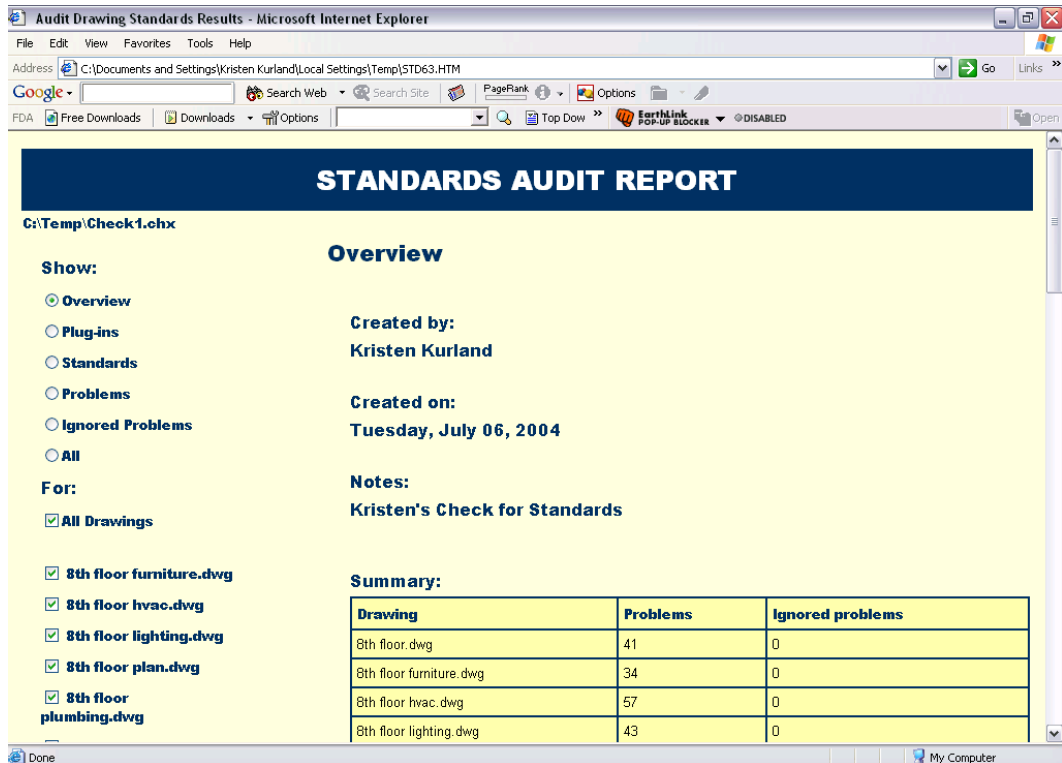 Audit Drawing Standards Results - Microsoft Internet Explorer
File Edit View Favorites Tools Help
Address C:\Documents and Settings\Kristen Kurland\Local Settings\Temp\STD63.HTM Go Links »
Google Search Web Search Site PageRank Options
FDA Free Downloads Downloads Options Top Dow » EarthLink POP-UP BLOCKER DISABLED Open
STANDARDS AUDIT REPORT
C:\Temp\Check1.chx
Show:
Overview
Plug-ins
Standards
Problems
Ignored Problems
All
For:
All Drawings
8th floor furniture.dwg
8th floor hvac.dwg
8th floor lighting.dwg
8th floor plan.dwg
8th floor
plumbing.dwg
Overview
Created by:
Kristen Kurland
Created on:
Tuesday, July 06, 2004
Notes:
Kristen's Check for Standards
Summary:
Drawing Problems Ignored problems
8th floor.dwg 41 0
8th floor furniture.dwg 34 0
8th floor hvac.dwg 57 0
8th floor lighting.dwg 43 0
Done My Computer